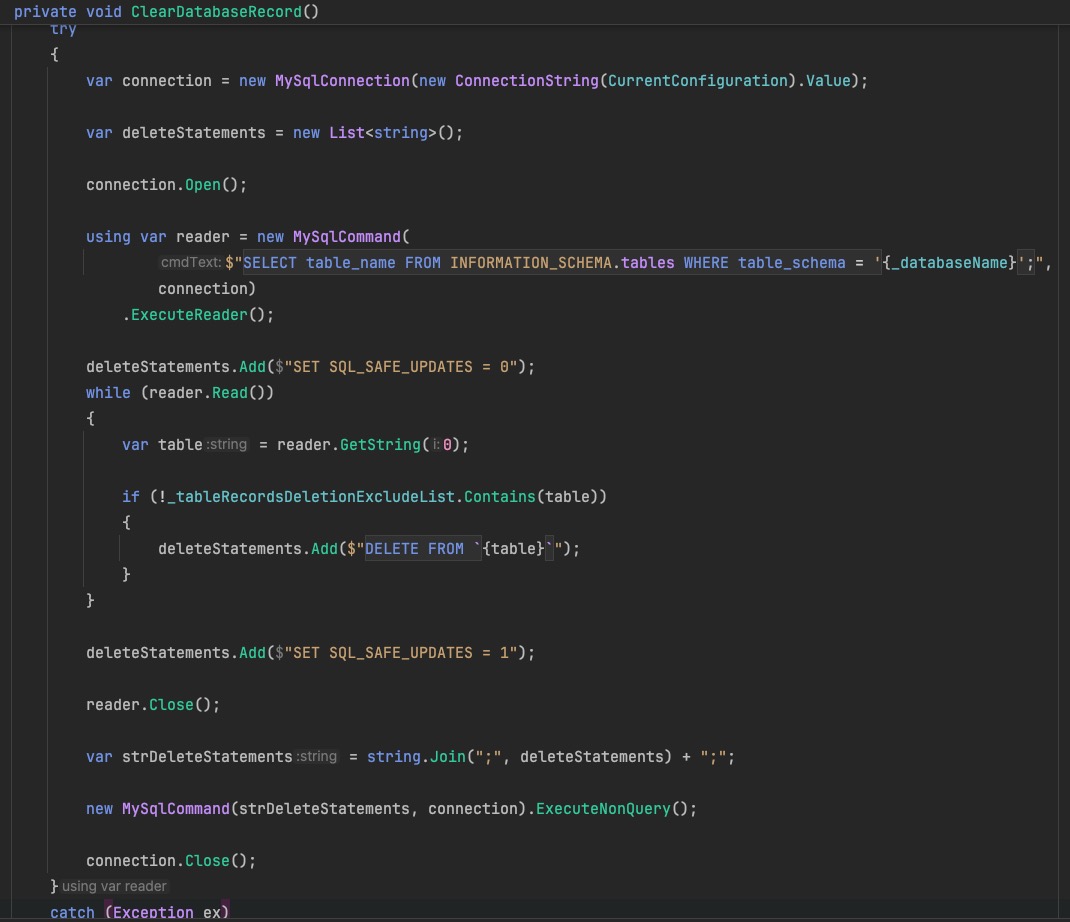 private void ClearDatabaseRecord()
try
{
var connection = new MySqlConnection(new ConnectionString(CurrentConfiguration).Value);
var deleteStatements = new List<string>();
connection.Open();
using var reader = new MySqlCommand(
cmdText: $"SELECT table_name FROM INFORMATION_SCHEMA.tables WHERE table_schema = '{_databaseName}';",
connection)
.ExecuteReader();
deleteStatements.Add($"SET SQL_SAFE_UPDATES = 0");
while (reader.Read())
{
var table :string = reader.GetString( i: 0);
if (!_tableRecordsDeletionExcludeList.Contains(table))
{
deleteStatements.Add($"DELETE FROM `{table}`");
}
}
deleteStatements.Add($"SET SQL_SAFE_UPDATES = 1");
reader.Close();
var strDeleteStatements :string = string.Join(";", deleteStatements) + ";";
new MySqlCommand(strDeleteStatements, connection).ExecuteNonQuery();
connection.Close();
} using var reader
catch (Exception ex)